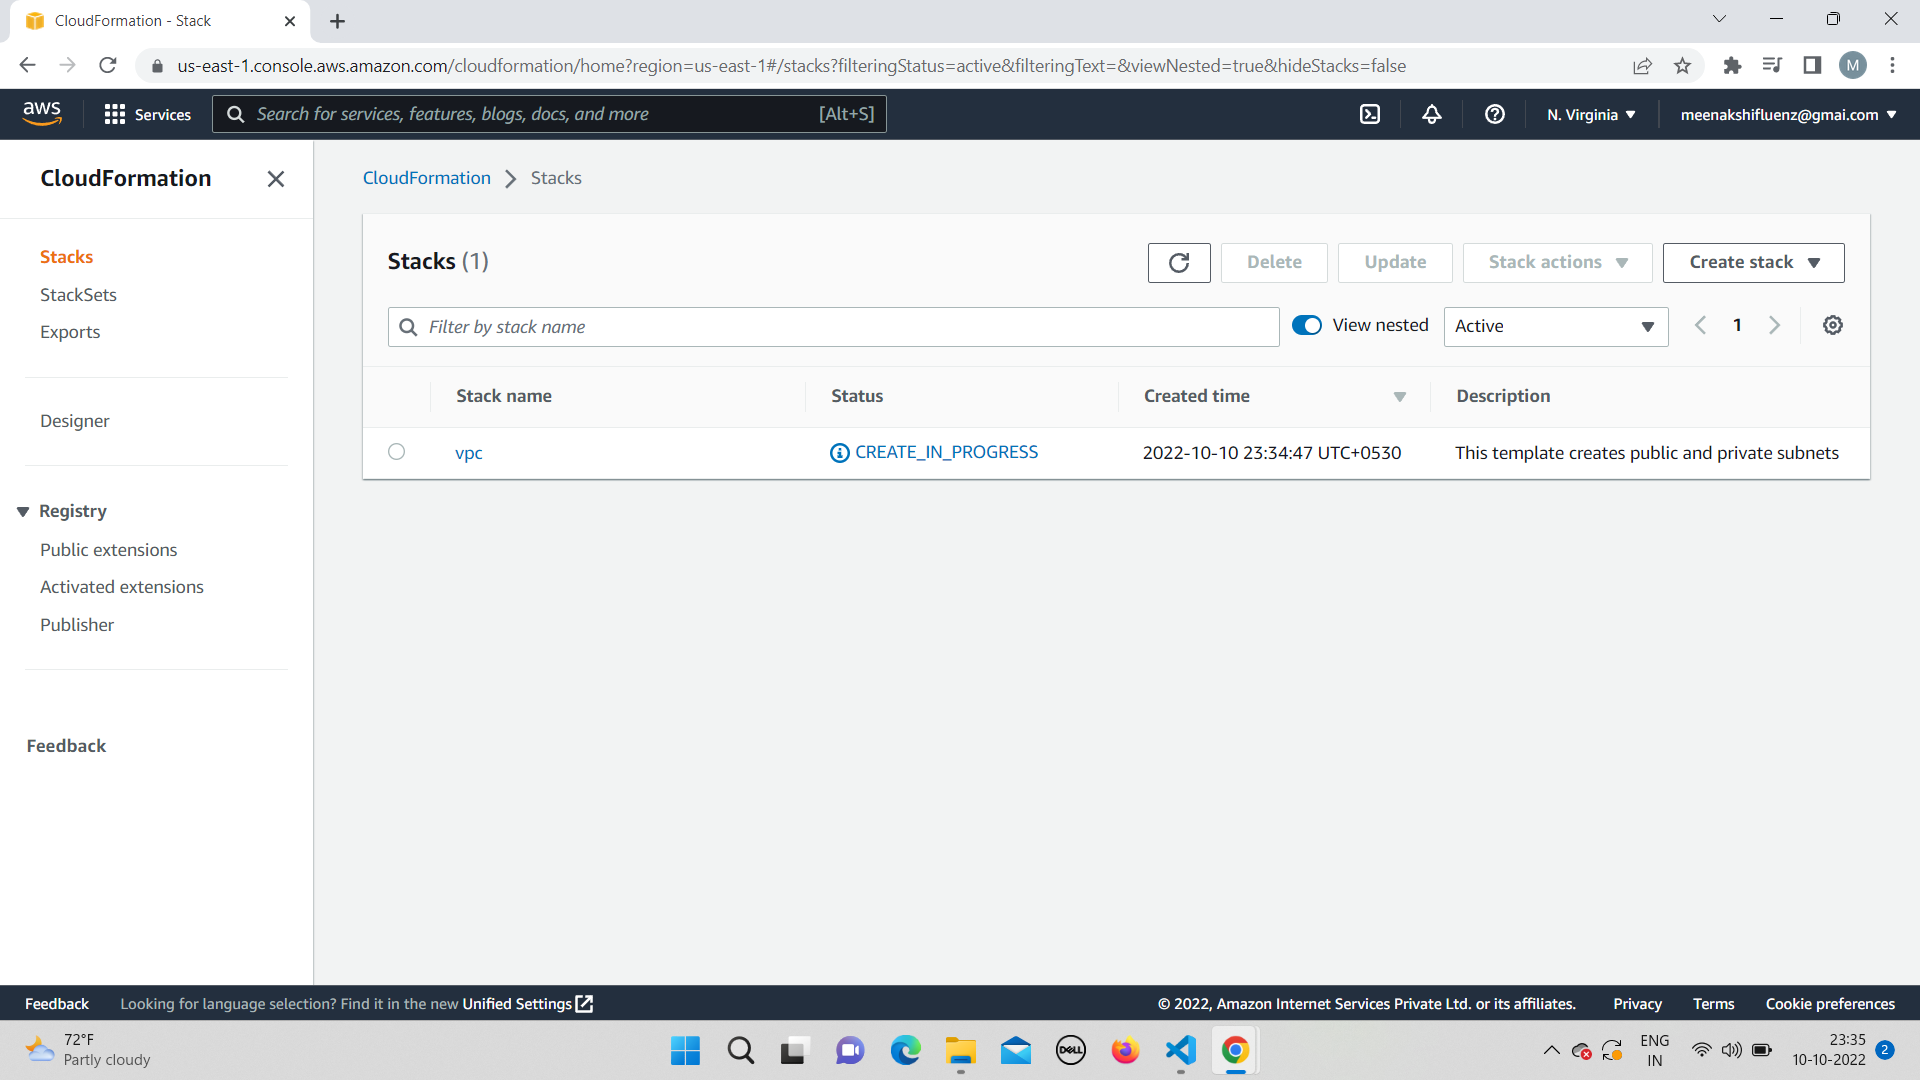 CloudFormation - Stack
us-east-1.console.aws.amazon.com/cloudformation/home?region=us-east-1#/stacks?filteringStatus=active&filteringText=&viewNested=true&hideStacks=false
M
aws
Services
Search for services, features, blogs, docs, and more
[Alt+S]
N. Virginia
meenakshifluenz@gmai.com
CloudFormation
Stacks
StackSets
Exports
Designer
Registry
Public extensions
Activated extensions
Publisher
Feedback
CloudFormation
Stacks
Stacks (1)
Delete
Update
Stack actions
Create stack
Filter by stack name
View nested
Active
1
Stack name
Status
Created time
Description
vpc
CREATE_IN_PROGRESS
2022-10-10 23:34:47 UTC+0530
This template creates public and private subnets
Feedback
Looking for language selection? Find it in the new Unified Settings
© 2022, Amazon Internet Services Private Ltd. or its affiliates.
Privacy
Terms
Cookie preferences
72°F
Partly cloudy
DELL
ENG
IN
23:35
10-10-2022
2